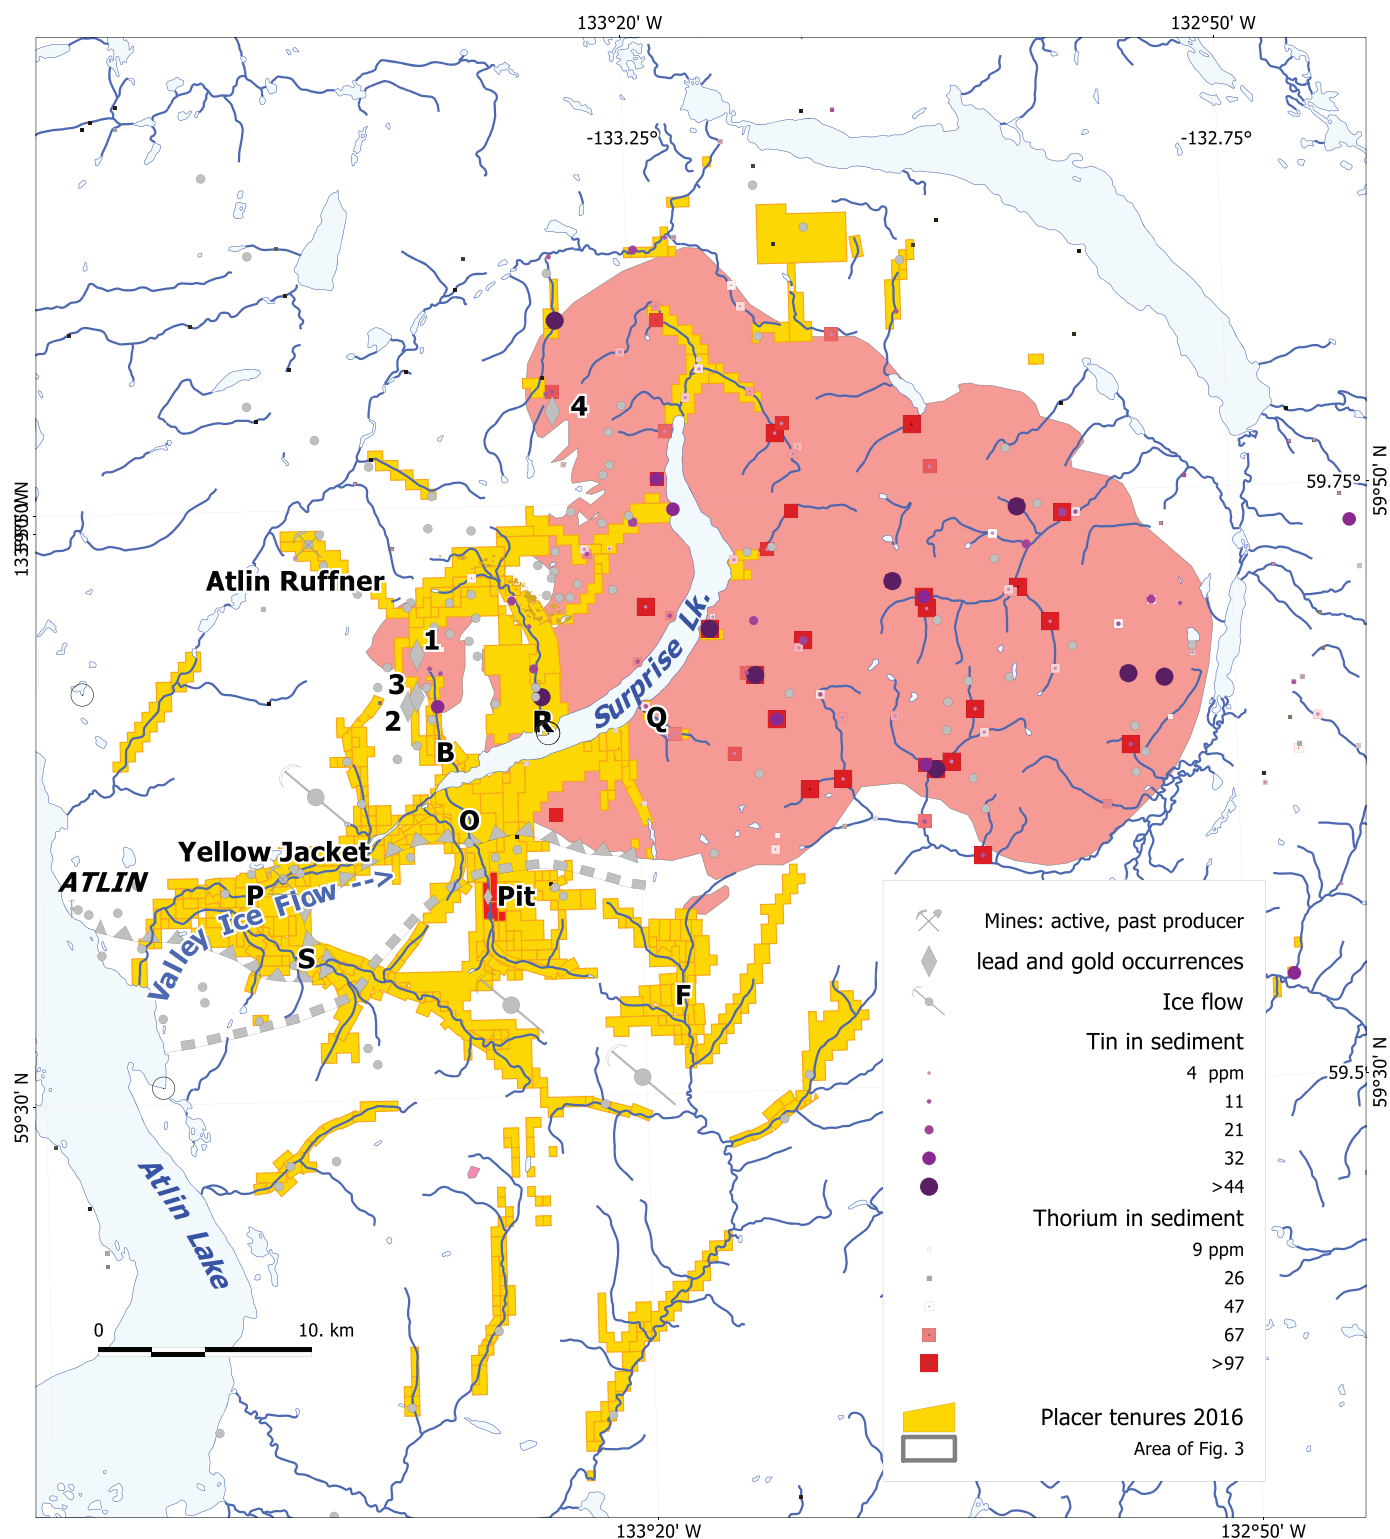 133°20' W
132°50' W
-133.25°
-132.75°
4
59.75°
59°50' N
Atlin Ruffner
1
3
2
Surprise Lk.
R
Q
B
O
Yellow Jacket
ATLIN
P
Pit
Valley Ice Flow --->
S
F
Mines: active, past producer
lead and gold occurrences
Ice flow
Tin in sediment
4 ppm
11
21
32
>44
Thorium in sediment
9 ppm
26
47
67
>97
Placer tenures 2016
Area of Fig. 3
59.5°
59°30' N
59°30' N
Atlin Lake
0 10. km
133°20' W
132°50' W